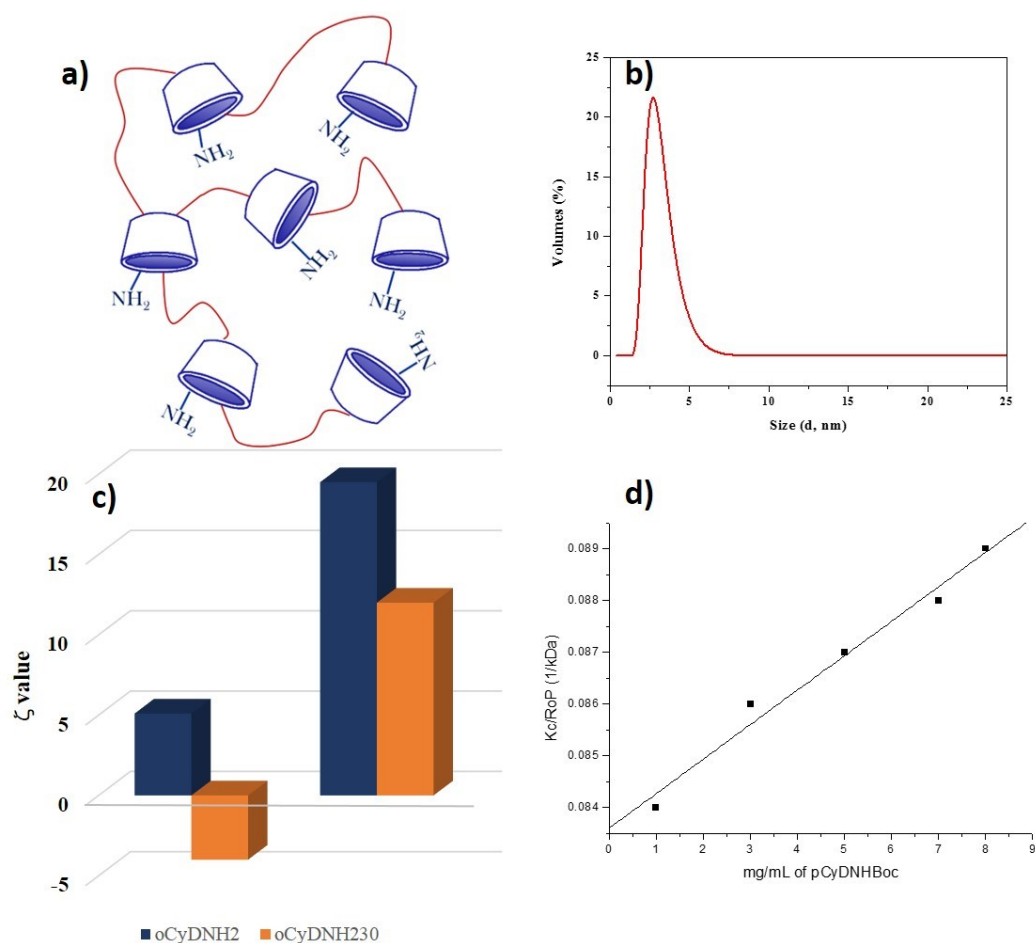 a)
NH₂
NH₂
NH₂
NH₂
NH₂
NH₂
NH₂
b)
25
20
15
10
5
0
Volumes (%)
0 5 10 15 20 25
Size (d, nm)
c)
20
15
10
5
0
-5
ζ value
oCyDNH2 oCyDNH230
d)
0.089
0.088
0.087
0.086
0.085
0.084
Kc/RoP (1/kDa)
0 1 2 3 4 5 6 7 8 9
mg/mL of pCyDNHBoc